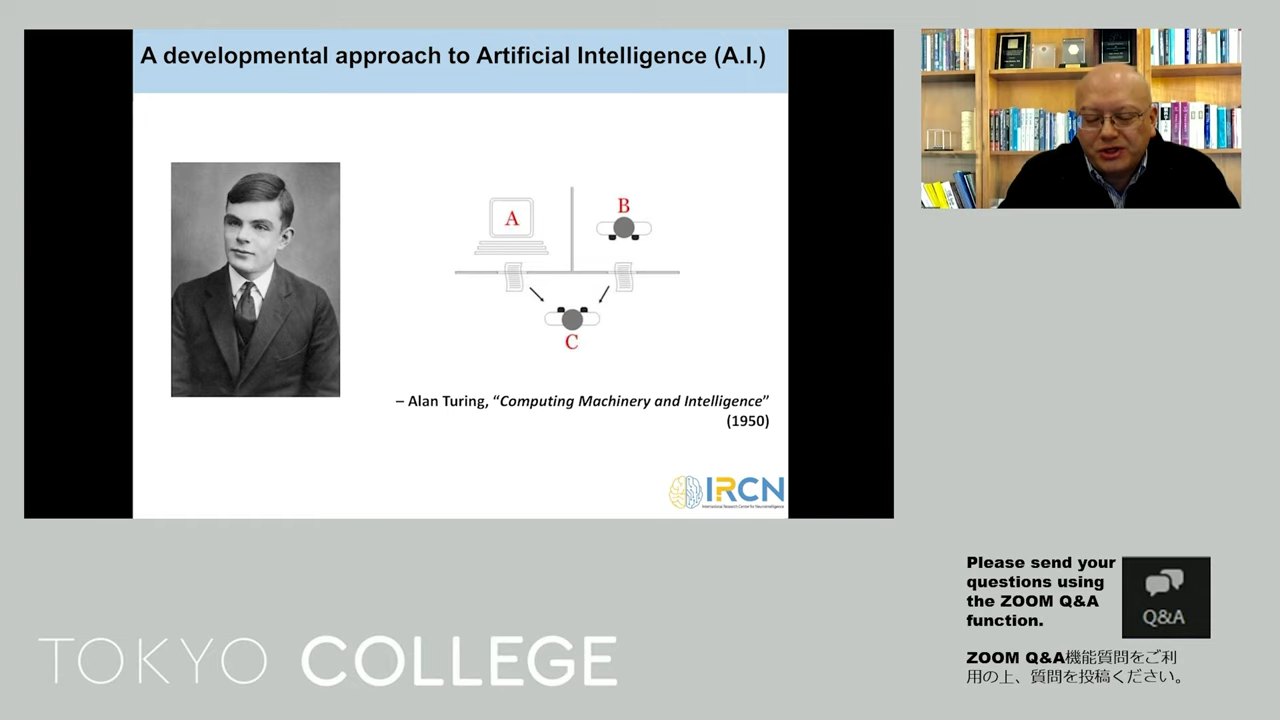 A developmental approach to Artificial Intelligence (A.I.)
A
B
C
– Alan Turing, “Computing Machinery and Intelligence”
(1950)
IRCN
International Research Center for Neurointelligence
Please send your
questions using
the ZOOM Q&A
function.
Q&A
ZOOM Q&A機能質問をご利
用の上、質問を投稿ください。
TOKYO COLLEGE